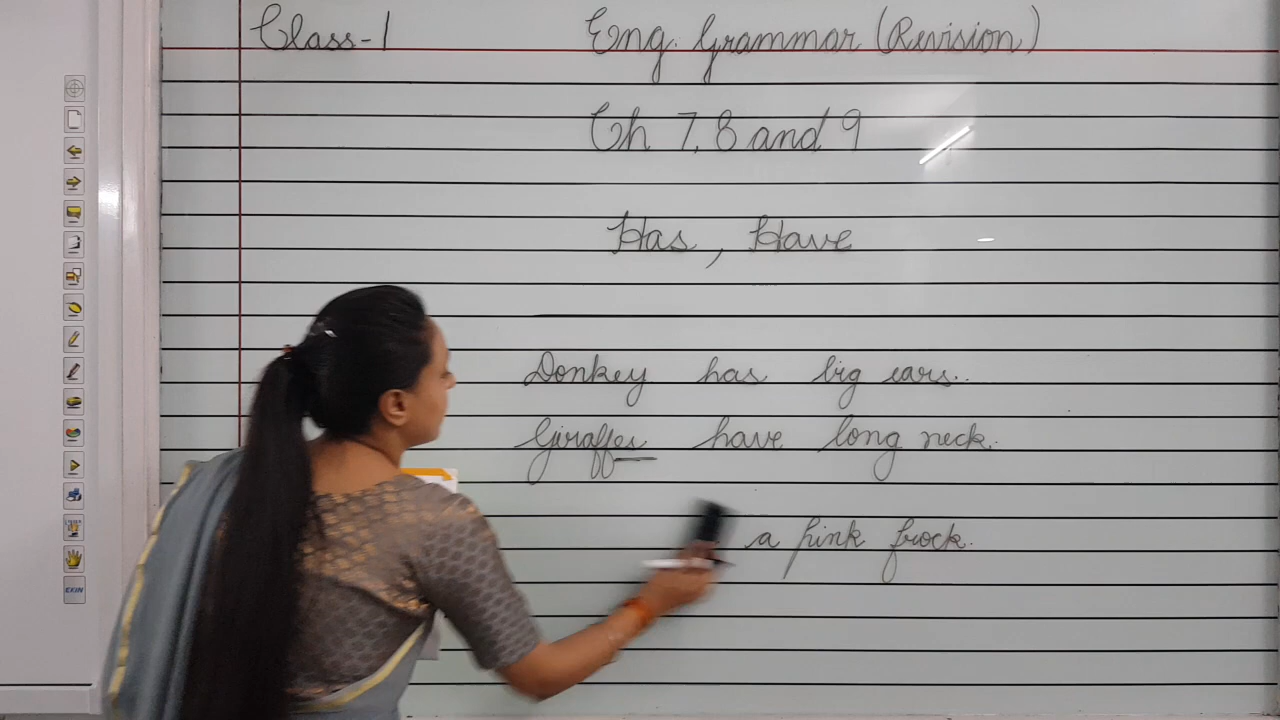 Class-1
Eng. Grammar (Revision)
Ch 7, 8 and 9
Has, Have
Donkey has big ears..
Giraffes have long neck.
a pink frock.